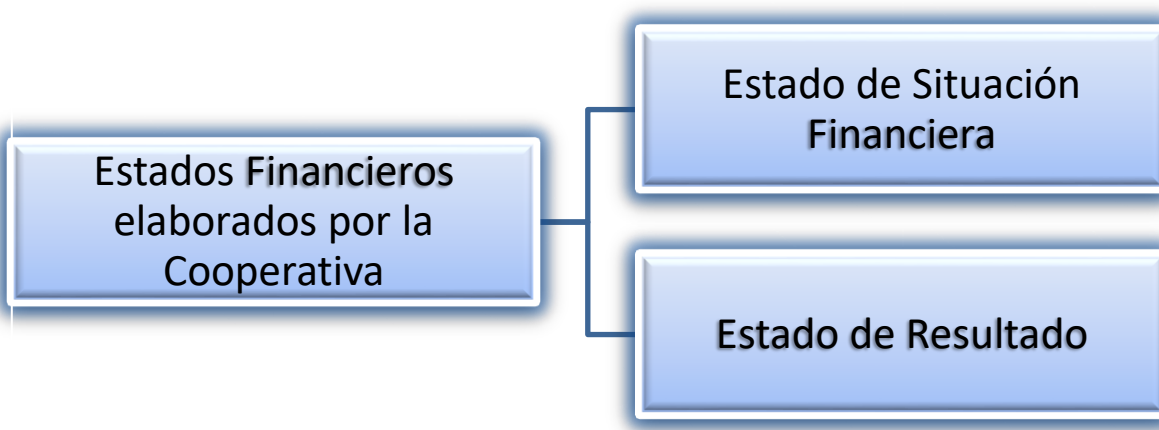 Estados Financieros
elaborados por la
Cooperativa
Estado de Situación
Financiera
Estado de Resultado